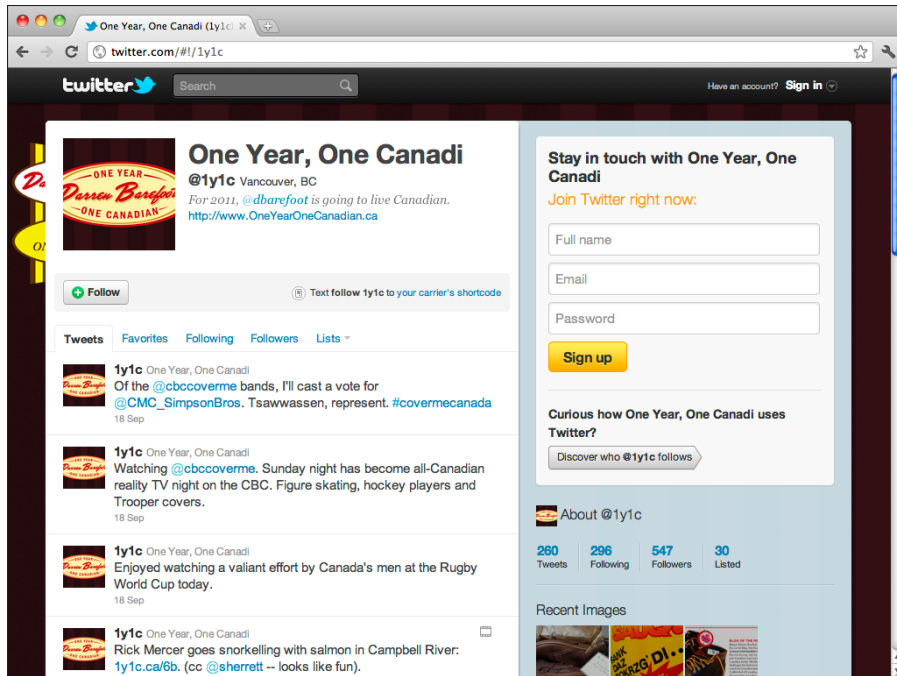 One Year, One Canadi (1y1c)
twitter.com/#!/1y1c
twitter
Search
Have an account? Sign in
ONE YEAR
Darren Barefoot
ONE CANADIAN
One Year, One Canadi
@1y1c Vancouver, BC
For 2011, @dbarefoot is going to live Canadian.
http://www.OneYearOneCanadian.ca
Follow
Text follow 1y1c to your carrier's shortcode
Tweets Favorites Following Followers Lists
1y1c One Year, One Canadi
Of the @cbccoverme bands, I'll cast a vote for
@CMC_SimpsonBros. Tsawwassen, represent. #covermecanada
18 Sep
1y1c One Year, One Canadi
Watching @cbccoverme. Sunday night has become all-Canadian
reality TV night on the CBC. Figure skating, hockey players and
Trooper covers.
18 Sep
1y1c One Year, One Canadi
Enjoyed watching a valiant effort by Canada's men at the Rugby
World Cup today.
18 Sep
1y1c One Year, One Canadi
Rick Mercer goes snorkelling with salmon in Campbell River:
1y1c.ca/6b. (cc @sherrett -- looks like fun).
Stay in touch with One Year, One
Canadi
Join Twitter right now:
Full name
Email
Password
Sign up
Curious how One Year, One Canadi uses
Twitter?
Discover who @1y1c follows
About @1y1c
260 296 547 30
Tweets Following Followers Listed
Recent Images